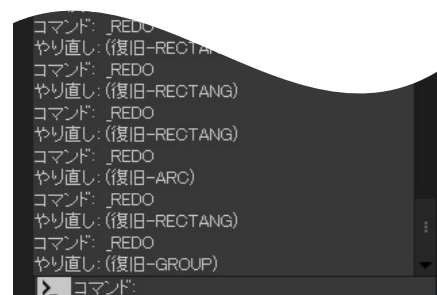 コマンド: _REDO
やり直し: (復旧-RECTAN
コマンド: _REDO
やり直し: (復旧-RECTANG)
コマンド: _REDO
やり直し: (復旧-RECTANG)
コマンド: _REDO
やり直し: (復旧-ARC)
コマンド: _REDO
やり直し: (復旧-RECTANG)
コマンド: _REDO
やり直し: (復旧-GROUP)
コマンド: